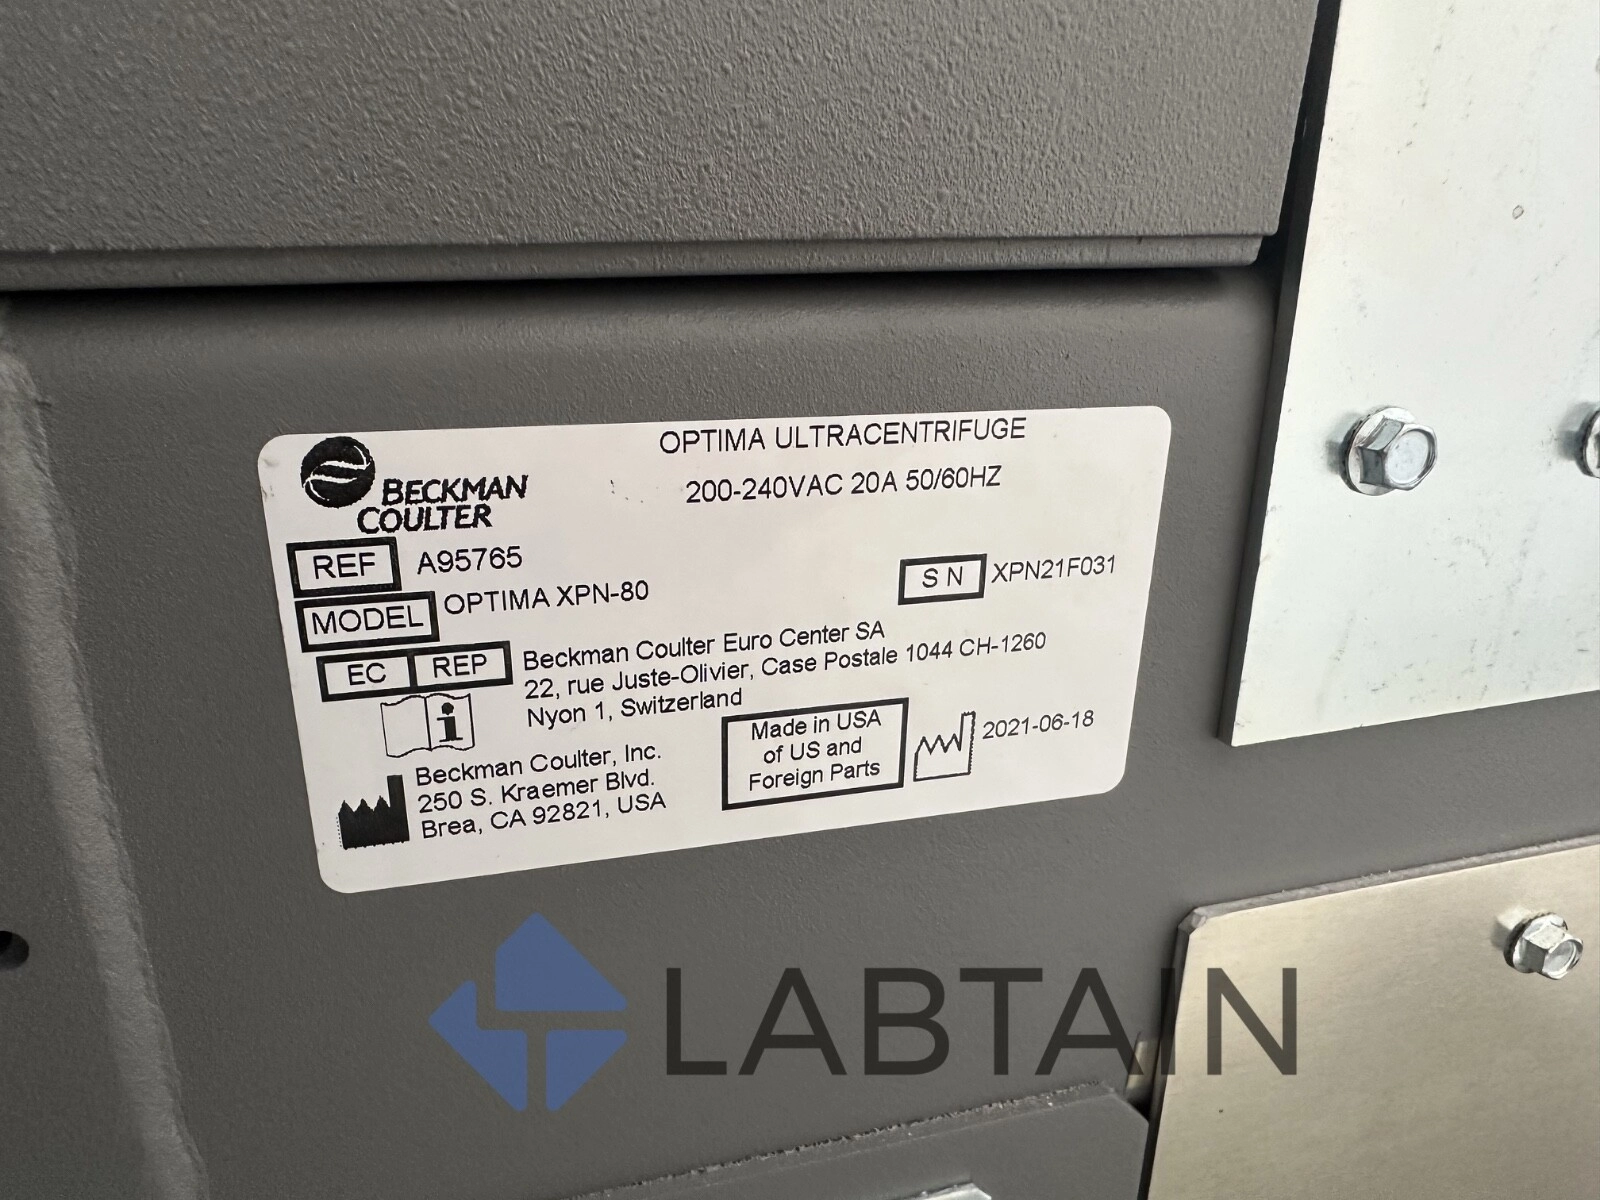 BECKMAN
COULTER
OPTIMA ULTRACENTRIFUGE
200-240VAC 20A 50/60HZ
REF A95765
MODEL OPTIMA XPN-80
SN XPN21F031
EC REP Beckman Coulter Euro Center SA
22, rue Juste-Olivier, Case Postale 1044 CH-1260
Nyon 1, Switzerland
i
Beckman Coulter, Inc.
250 S. Kraemer Blvd.
Brea, CA 92821, USA
Made in USA
of US and
Foreign Parts
2021-06-18
LABTAIN